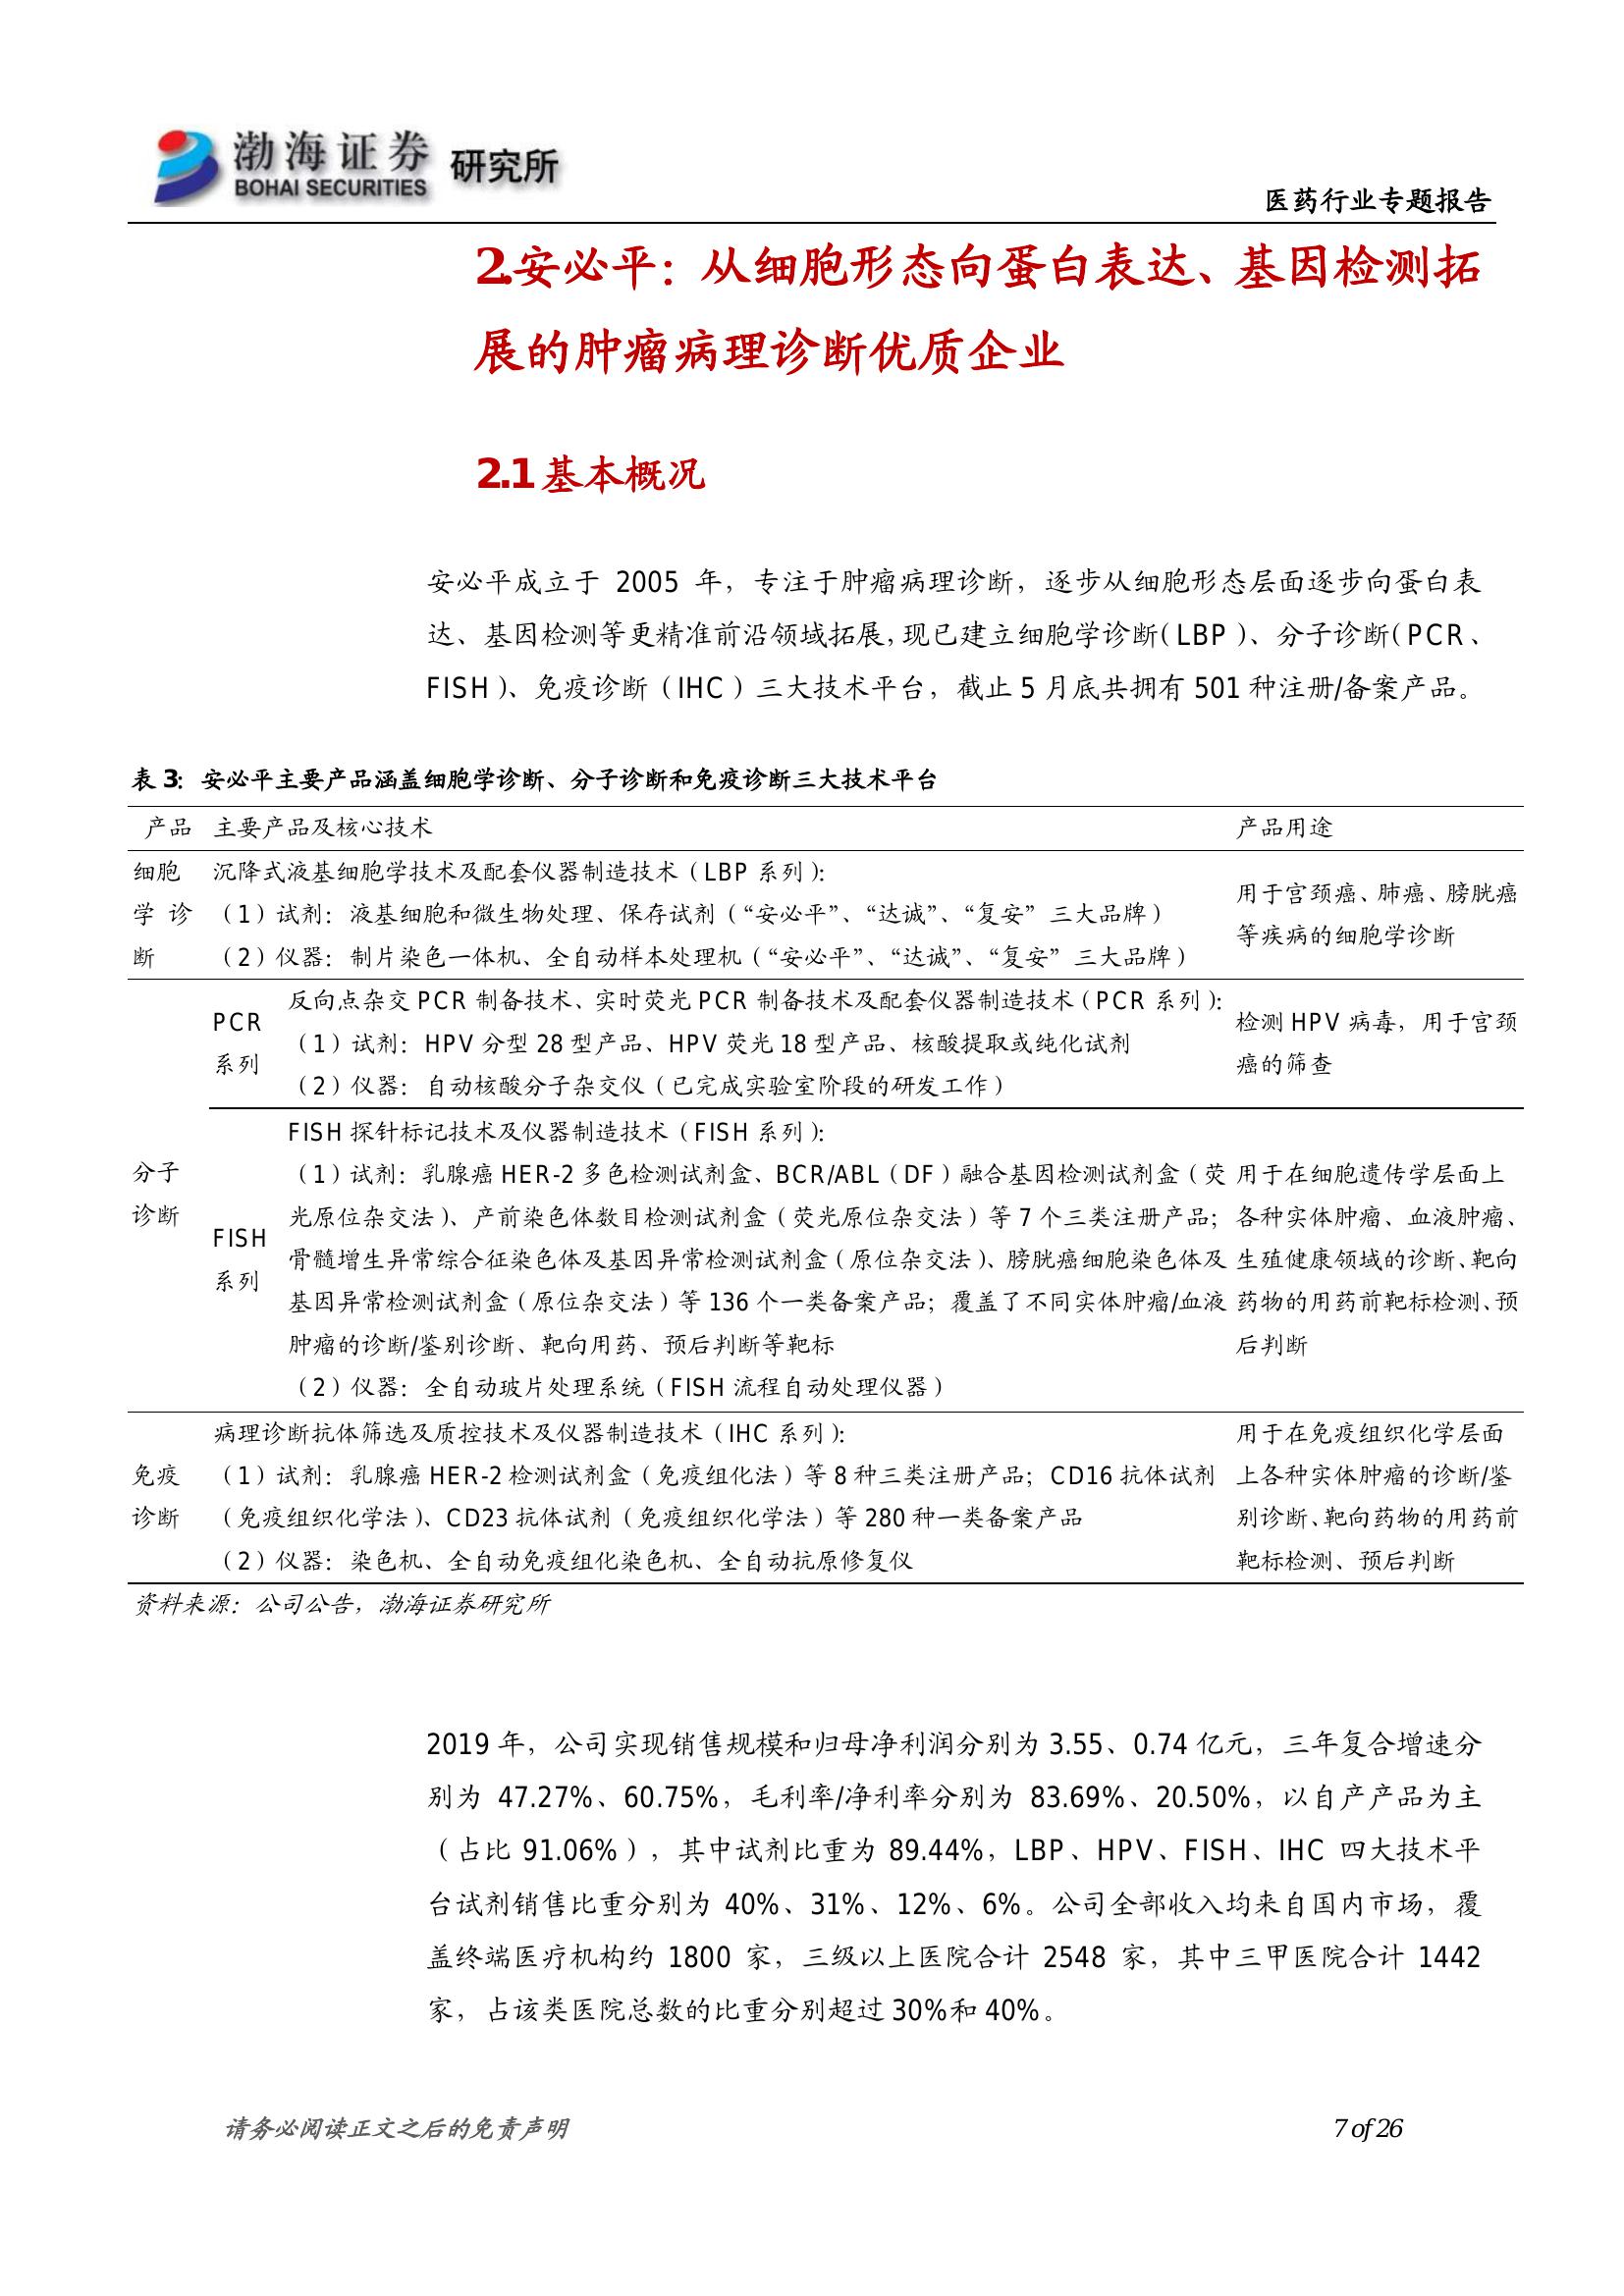 渤海证券 研究所
BOHAI SECURITIES
医药行业专题报告
2.安必平：从细胞形态向蛋白表达、基因检测拓
展的肿瘤病理诊断优质企业
2.1 基本概况
安必平成立于 2005 年，专注于肿瘤病理诊断，逐步从细胞形态层面逐步向蛋白表
达、基因检测等更精准前沿领域拓展，现已建立细胞学诊断（LBP）、分子诊断（PCR、
FISH）、免疫诊断（IHC）三大技术平台，截止 5 月底共拥有 501 种注册/备案产品。
表 3：安必平主要产品涵盖细胞学诊断、分子诊断和免疫诊断三大技术平台
产品 主要产品及核心技术 产品用途
细胞
学 诊
断
沉降式液基细胞学技术及配套仪器制造技术（LBP 系列）：
（1）试剂：液基细胞和微生物处理、保存试剂（“安必平”、“达诚”、“复安”三大品牌）
（2）仪器：制片染色一体机、全自动样本处理机（“安必平”、“达诚”、“复安”三大品牌）
用于宫颈癌、肺癌、膀胱癌
等疾病的细胞学诊断
分子
诊断
PCR
系列
反向点杂交 PCR 制备技术、实时荧光 PCR 制备技术及配套仪器制造技术（PCR 系列）：
（1）试剂：HPV 分型 28 型产品、HPV 荧光 18 型产品、核酸提取或纯化试剂
（2）仪器：自动核酸分子杂交仪（已完成实验室阶段的研发工作）
检测 HPV 病毒，用于宫颈
癌的筛查
FISH
系列
FISH 探针标记技术及仪器制造技术（FISH 系列）：
（1）试剂：乳腺癌 HER-2 多色检测试剂盒、BCR/ABL（DF）融合基因检测试剂盒（荧
光原位杂交法）、产前染色体数目检测试剂盒（荧光原位杂交法）等 7 个三类注册产品；
骨髓增生异常综合征染色体及基因异常检测试剂盒（原位杂交法）、膀胱癌细胞染色体及
基因异常检测试剂盒（原位杂交法）等 136 个一类备案产品；覆盖了不同实体肿瘤/血液
肿瘤的诊断/鉴别诊断、靶向用药、预后判断等靶标
（2）仪器：全自动玻片处理系统（FISH 流程自动处理仪器）
用于在细胞遗传学层面上
各种实体肿瘤、血液肿瘤、
生殖健康领域的诊断、靶向
药物的用药前靶标检测、预
后判断
免疫
诊断
病理诊断抗体筛选及质控技术及仪器制造技术（IHC 系列）：
（1）试剂：乳腺癌 HER-2 检测试剂盒（免疫组化法）等 8 种三类注册产品；CD16 抗体试剂
（免疫组织化学法）、CD23 抗体试剂（免疫组织化学法）等 280 种一类备案产品
（2）仪器：染色机、全自动免疫组化染色机、全自动抗原修复仪
用于在免疫组织化学层面
上各种实体肿瘤的诊断/鉴
别诊断、靶向药物的用药前
靶标检测、预后判断
资料来源：公司公告，渤海证券研究所
2019 年，公司实现销售规模和归母净利润分别为 3.55、0.74 亿元，三年复合增速分
别为 47.27%、60.75%，毛利率/净利率分别为 83.69%、20.50%，以自产产品为主
（占比 91.06%），其中试剂比重为 89.44%，LBP、HPV、FISH、IHC 四大技术平
台试剂销售比重分别为 40%、31%、12%、6%。公司全部收入均来自国内市场，覆
盖终端医疗机构约 1800 家，三级以上医院合计 2548 家，其中三甲医院合计 1442
家，占该类医院总数的比重分别超过 30%和 40%。
请务必阅读正文之后的免责声明
7 of 26